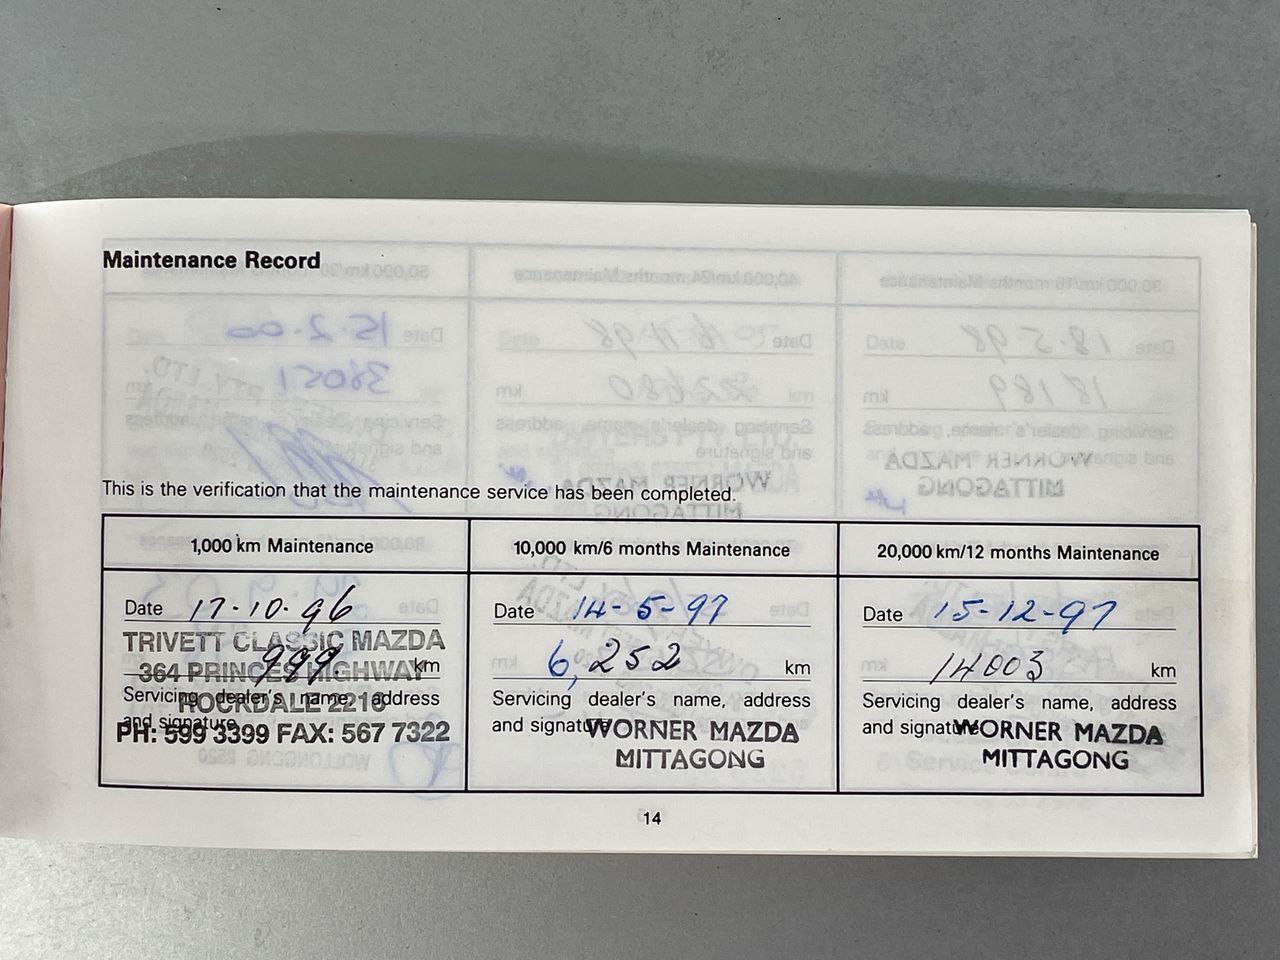 Maintenance Record
This is the verification that the maintenance service has been completed.
1,000 km Maintenance
Date 17-10-96
TRIVETT CLASSIC MAZDA
999 km
364 PRINCES HIGHWAY
Servicing dealer's name, address
ROCKDALE 2216
and signature
PH: 599 3399 FAX: 567 7322
10,000 km/6 months Maintenance
Date 14-5-97
6,252 km
Servicing dealer's name, address
and signature
WORNER MAZDA
MITTAGONG
20,000 km/12 months Maintenance
Date 15-12-97
14003 km
Servicing dealer's name, address
and signature
WORNER MAZDA
MITTAGONG
14